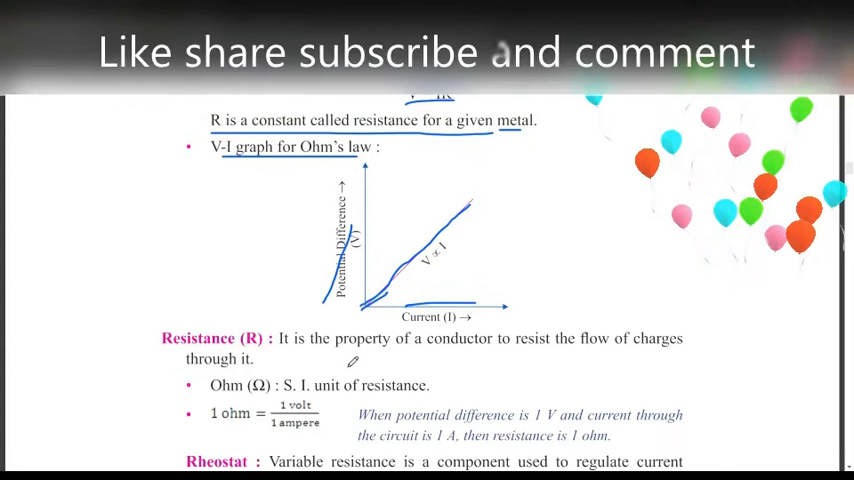 Like share subscribe and comment
V = IR
R is a constant called resistance for a given metal.
• V-I graph for Ohm's law :
Potential Difference →
(V)
V ∝ I
Current (I) →
Resistance (R) : It is the property of a conductor to resist the flow of charges
through it.
• Ohm (Ω) : S. I. unit of resistance.
• 1 ohm = 1 volt / 1 ampere
When potential difference is 1 V and current through
the circuit is 1 A, then resistance is 1 ohm.
Rheostat : Variable resistance is a component used to regulate current